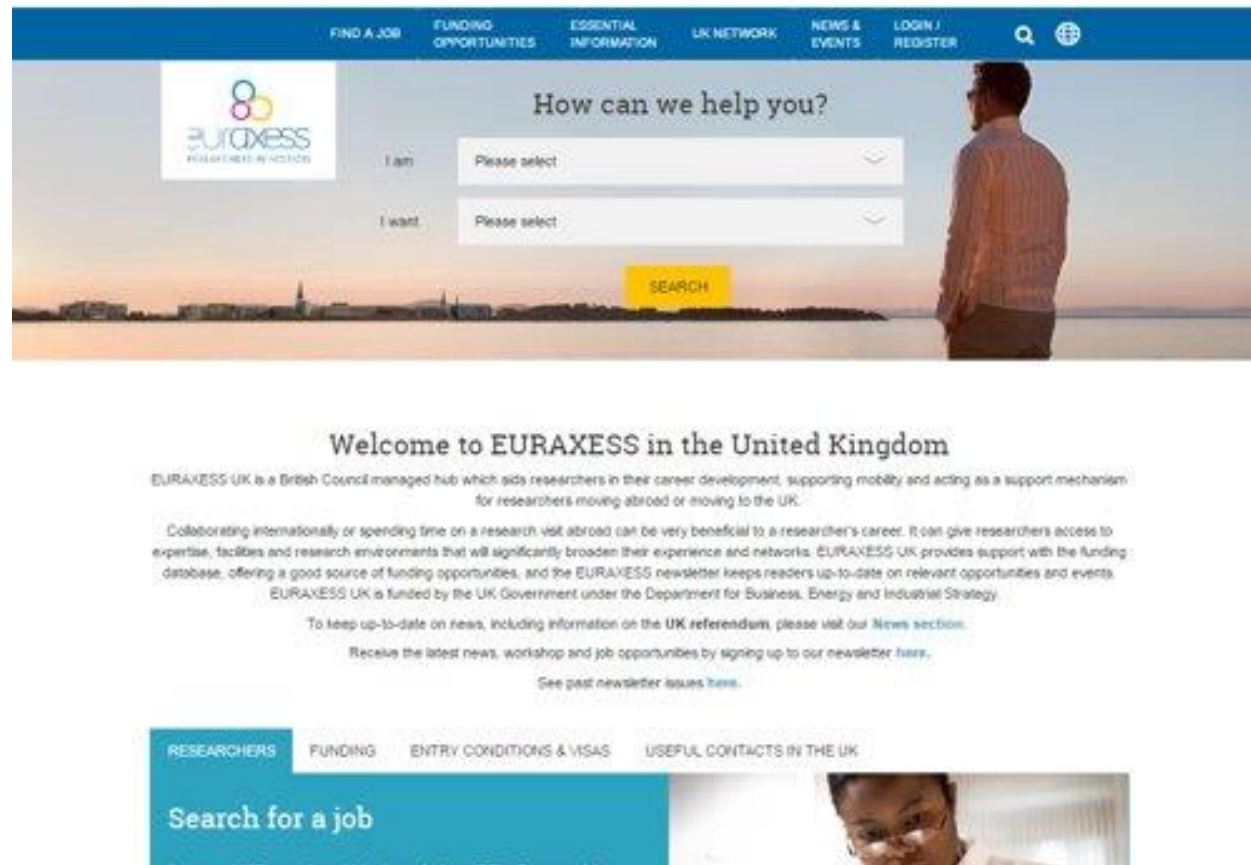 FIND A JOB
FUNDING
OPPORTUNITIES
ESSENTIAL
INFORMATION
UK NETWORK
NEWS &
EVENTS
LOGIN /
REGISTER
euraxess
RESEARCHERS IN MOTION
How can we help you?
I am
Please select
I want
Please select
SEARCH
Welcome to EURAXESS in the United Kingdom
EURAXESS UK is a British Council managed hub which aids researchers in their career development, supporting mobility and acting as a support mechanism
for researchers moving abroad or moving to the UK.
Collaborating internationally or spending time on a research visit abroad can be very beneficial to a researcher's career. It can give researchers access to
expertise, facilities and research environments that will significantly broaden their experience and networks. EURAXESS UK provides support with the funding
database, offering a good source of funding opportunities, and the EURAXESS newsletter keeps readers up-to-date on relevant opportunities and events.
EURAXESS UK is funded by the UK Government under the Department for Business, Energy and Industrial Strategy.
To keep up-to-date on news, including information on the UK referendum, please visit our News section.
Receive the latest news, workshop and job opportunities by signing up to our newsletter here.
See past newsletter issues here.
RESEARCHERS
FUNDING
ENTRY CONDITIONS & VISAS
USEFUL CONTACTS IN THE UK
Search for a job